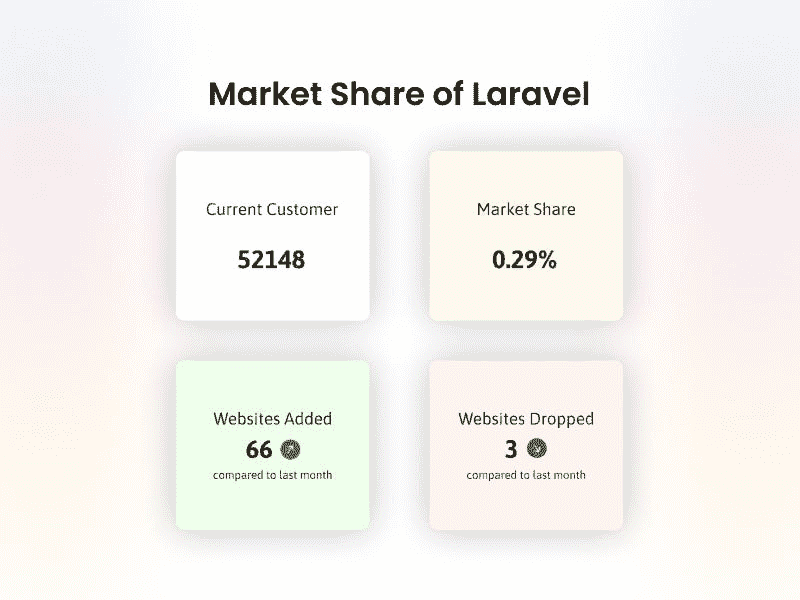 Market Share of Laravel
Current Customer
52148
Market Share
0.29%
Websites Added
66
compared to last month
Websites Dropped
3
compared to last month